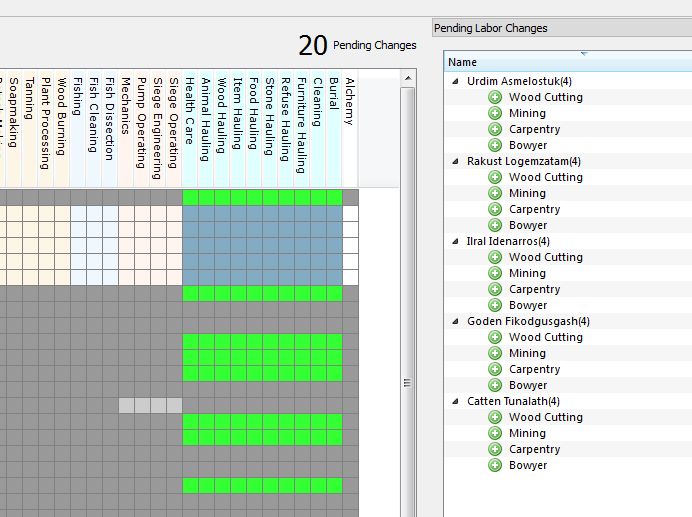 20 Pending Changes
Soapmaking
Tanning
Plant Processing
Wood Burning
Fishing
Fish Cleaning
Fish Dissection
Mechanics
Pump Operating
Siege Engineering
Siege Operating
Health Care
Animal Hauling
Wood Hauling
Item Hauling
Food Hauling
Stone Hauling
Refuse Hauling
Furniture Hauling
Cleaning
Burial
Alchemy
Pending Labor Changes
Name
Urdim Asmelostuk(4)
Wood Cutting
Mining
Carpentry
Bowyer
Rakust Logemzatam(4)
Wood Cutting
Mining
Carpentry
Bowyer
Ilral Idenarros(4)
Wood Cutting
Mining
Carpentry
Bowyer
Goden Fikodgusgash(4)
Wood Cutting
Mining
Carpentry
Bowyer
Catten Tunalath(4)
Wood Cutting
Mining
Carpentry
Bowyer